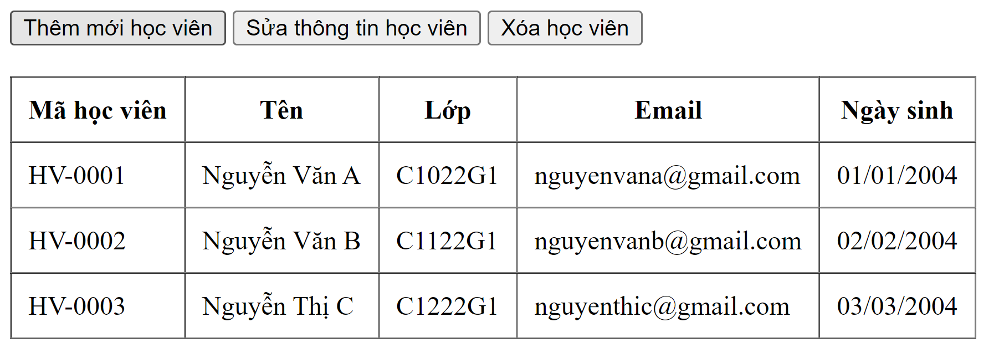 Thêm mới học viên Sửa thông tin học viên Xóa học viên
Mã học viên Tên Lớp Email Ngày sinh
HV-0001 Nguyễn Văn A C1022G1 nguyenvana@gmail.com 01/01/2004
HV-0002 Nguyễn Văn B C1122G1 nguyenvanb@gmail.com 02/02/2004
HV-0003 Nguyễn Thị C C1222G1 nguyenthic@gmail.com 03/03/2004